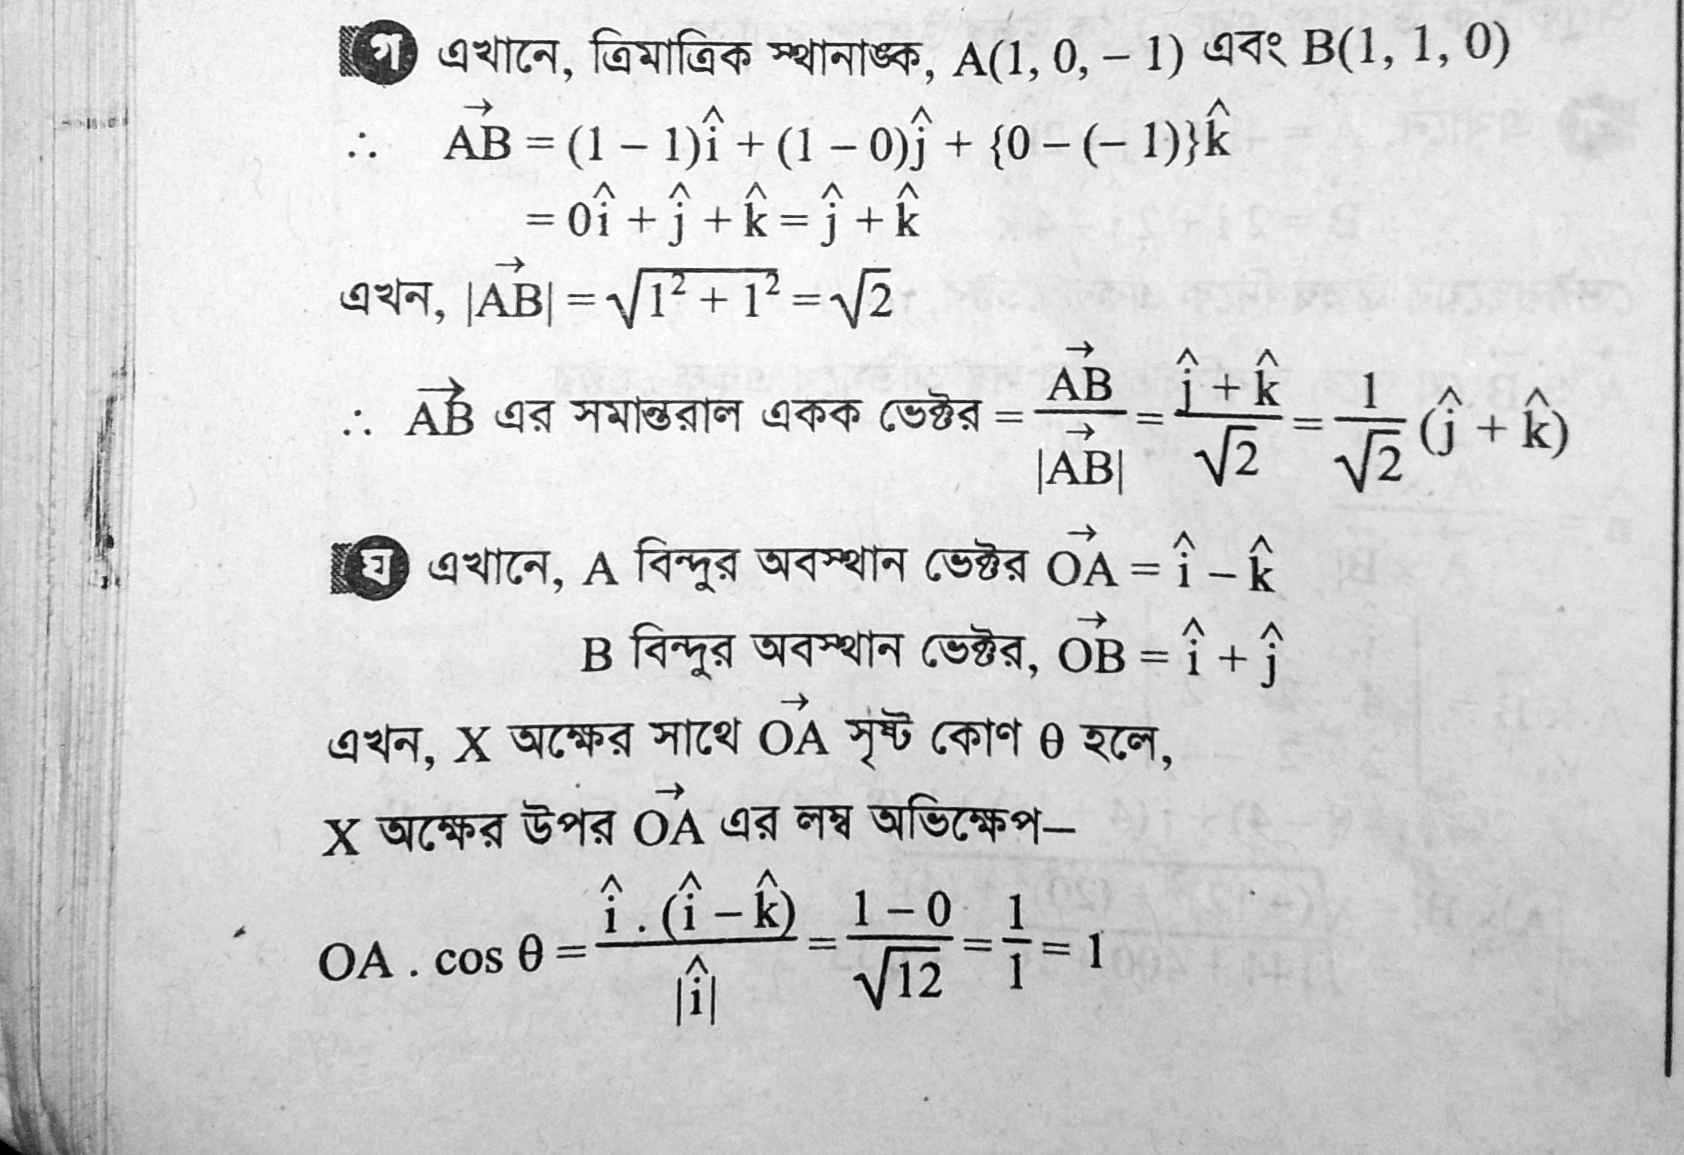 গ এখানে, ত্রিমাত্রিক স্থানাঙ্ক, A(1, 0, – 1) এবং B(1, 1, 0)
∴ $\vec{AB}$ = (1 – 1)$\hat{i}$ + (1 – 0)$\hat{j}$ + {0 – (– 1)}$\hat{k}$
= 0$\hat{i}$ + $\hat{j}$ + $\hat{k}$ = $\hat{j}$ + $\hat{k}$
এখন, |$\vec{AB}$| = $\sqrt{1^2 + 1^2}$ = $\sqrt{2}$
∴ $\vec{AB}$ এর সমান্তরাল একক ভেক্টর = $\frac{\vec{AB}}{|\vec{AB}|}$ = $\frac{\hat{j} + \hat{k}}{\sqrt{2}}$ = $\frac{1}{\sqrt{2}}$ ($\hat{j}$ + $\hat{k}$)
ঘ এখানে, A বিন্দুর অবস্থান ভেক্টর $\vec{OA}$ = $\hat{i}$ – $\hat{k}$
B বিন্দুর অবস্থান ভেক্টর, $\vec{OB}$ = $\hat{i}$ + $\hat{j}$
এখন, X অক্ষের সাথে $\vec{OA}$ সৃষ্ট কোণ θ হলে,
X অক্ষের উপর $\vec{OA}$ এর লম্ব অভিক্ষেপ–
OA . cos θ = $\frac{\hat{i} . (\hat{i} – \hat{k})}{|\hat{i}|}$ = $\frac{1 – 0}{\sqrt{12}}$ = $\frac{1}{1}$ = 1